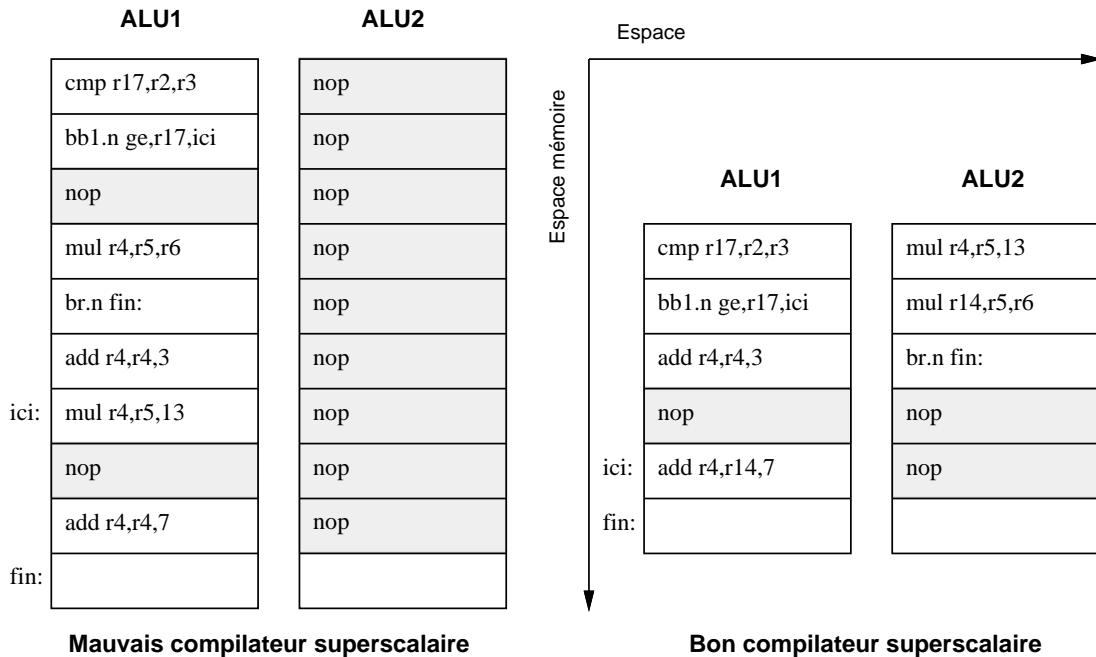 ALU1
ALU2
cmp r17,r2,r3
nop
bb1.n ge,r17,ici
nop
nop
nop
mul r4,r5,r6
nop
br.n fin:
nop
add r4,r4,3
nop
ici:
mul r4,r5,13
nop
nop
nop
add r4,r4,7
nop
fin:
Mauvais compilateur superscalaire
Espace
Espace mémoire
ALU1
ALU2
cmp r17,r2,r3
mul r4,r5,13
bb1.n ge,r17,ici
mul r14,r5,r6
add r4,r4,3
br.n fin:
nop
nop
ici:
add r4,r14,7
nop
fin:
Bon compilateur superscalaire